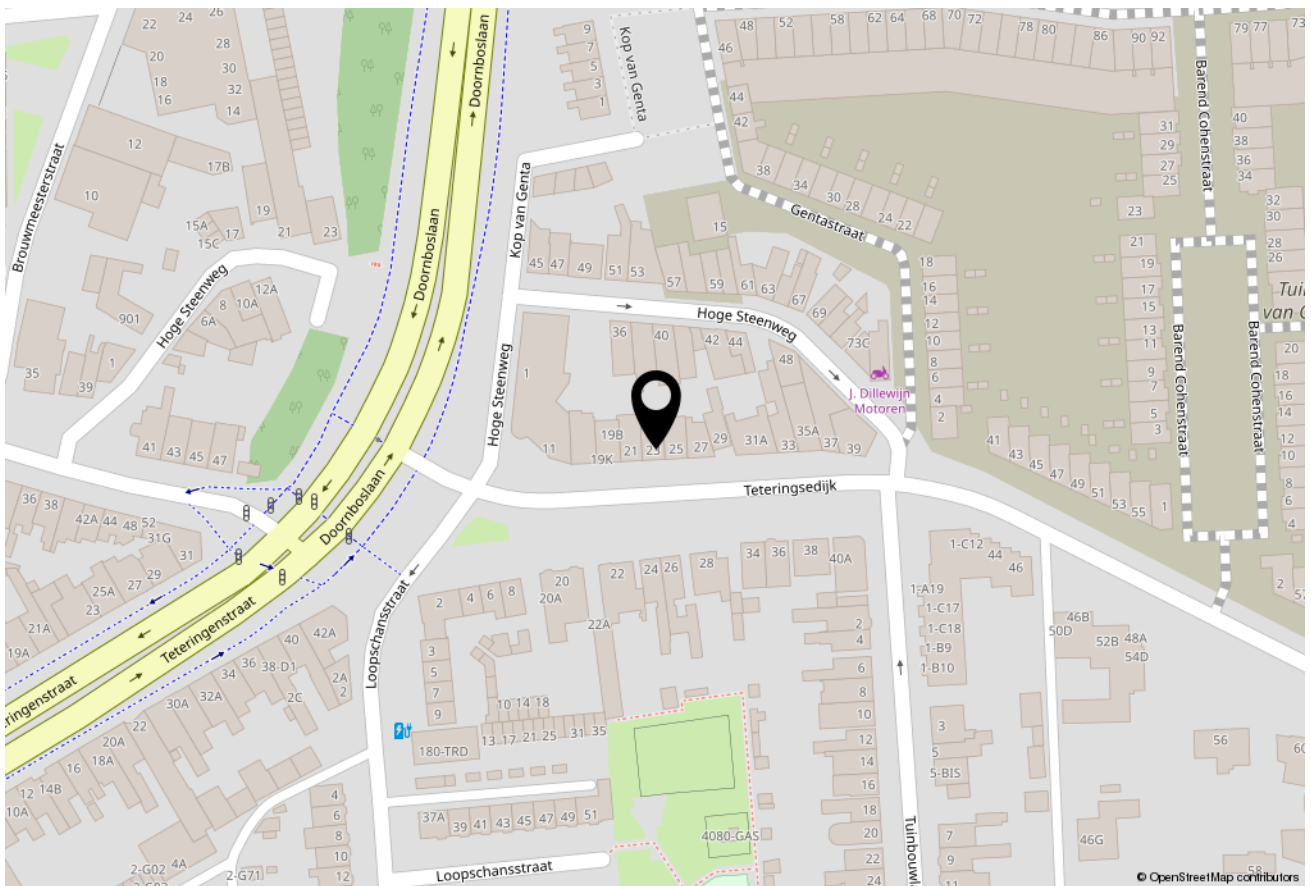 22
24
26
20
28
18
30
16
32
14
12
17B
10
19
21
23
15A
17
15C
Brouwmeesterstraat
Hoge Steenweg
12A
8
10A
6A
901
1
35
39
41
43
45
47
Doornboslaan
Doornboslaan
Doornboslaan
Doornboslaan
9
7
5
3
1
Kop van Genta
Kop van Genta
46
48
52
58
62
64
68
70
72
78
80
86
90
92
77
79
73
44
42
38
34
30
28
24
22
Gentastraat
15
45
47
49
51
53
57
59
61
63
67
69
73C
Hoge Steenweg
Hoge Steenweg
36
40
42
44
48
1
11
19B
19K
21
23
25
27
29
31A
33
35A
37
39
J. Dillewijn
Motoren
18
16
14
12
10
8
6
4
2
Barend Cohenstraat
Barend Cohenstraat
Barend Cohenstraat
31
29
27
25
23
21
19
17
15
13
11
9
7
5
3
1
40
38
36
34
32
30
28
26
Tuin
van G
20
18
16
14
12
10
8
6
4
2
41
43
45
47
49
51
53
55
Teteringsedijk
36
38
42A
44
48
52
31G
31
29
27
25A
23
21A
19A
Teteringenstraat
eringenstraat
42A
40
38-D1
36
34
32A
30A
2A
2
2C
22
20A
18A
16
14B
12
10A
Loopschansstraat
2
4
6
8
20
20A
22
24
26
28
34
36
38
40A
22A
3
5
7
9
10
14
18
13
17
21
25
31
35
180-TRD
37A
39
41
43
45
47
49
51
Loopschansstraat
4
6
8
10
12
4A
2-G02
2-G71
4080-GAS
2
4
6
8
10
12
14
16
18
20
22
24
Tuinbouwl
1-C12
44
46
1-A19
1-C17
1-C18
1-B9
1-B10
3
5
5-BIS
7
9
11
50D
46B
52B
48A
54D
56
46G
58
© OpenStreetMap contributors